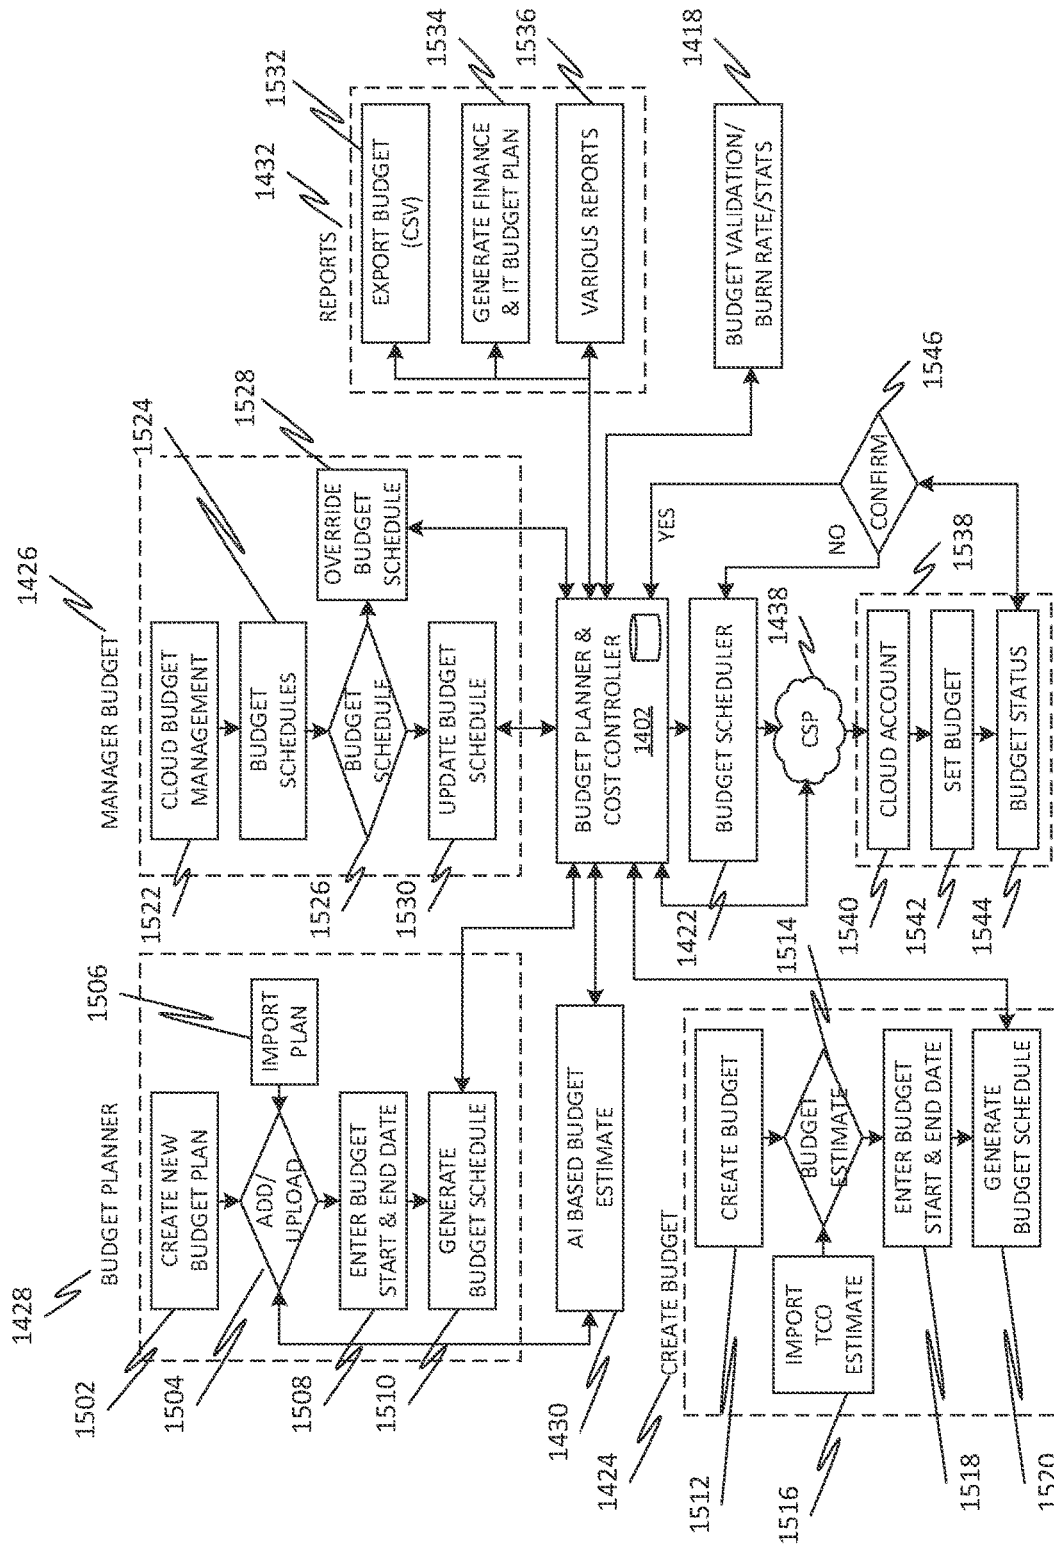 1428
BUDGET PLANNER
1502
CREATE NEW
BUDGET PLAN
1504
ADD/
UPLOAD
1506
IMPORT
PLAN
1508
ENTER BUDGET
START & END DATE
1510
GENERATE
BUDGET SCHEDULE
1426
MANAGER BUDGET
1522
CLOUD BUDGET
MANAGEMENT
1524
BUDGET
SCHEDULES
1526
BUDGET
SCHEDULE
1528
OVERRIDE
BUDGET
SCHEDULE
1530
UPDATE BUDGET
SCHEDULE
1432
REPORTS
1532
EXPORT BUDGET
(CSV)
1534
GENERATE FINANCE
& IT BUDGET PLAN
1536
VARIOUS REPORTS
1418
BUDGET VALIDATION/
BURN RATE/STATS
1430
AI BASED BUDGET
ESTIMATE
BUDGET PLANNER &
COST CONTROLLER
1402
1422
BUDGET SCHEDULER
1438
CSP
YES
NO
CONFIRM
1546
1538
1540
CLOUD ACCOUNT
1542
SET BUDGET
1544
BUDGET STATUS
1424
CREATE BUDGET
1512
CREATE BUDGET
1514
BUDGET
ESTIMATE
1516
IMPORT
TCO
ESTIMATE
1518
ENTER BUDGET
START & END DATE
1520
GENERATE
BUDGET SCHEDULE